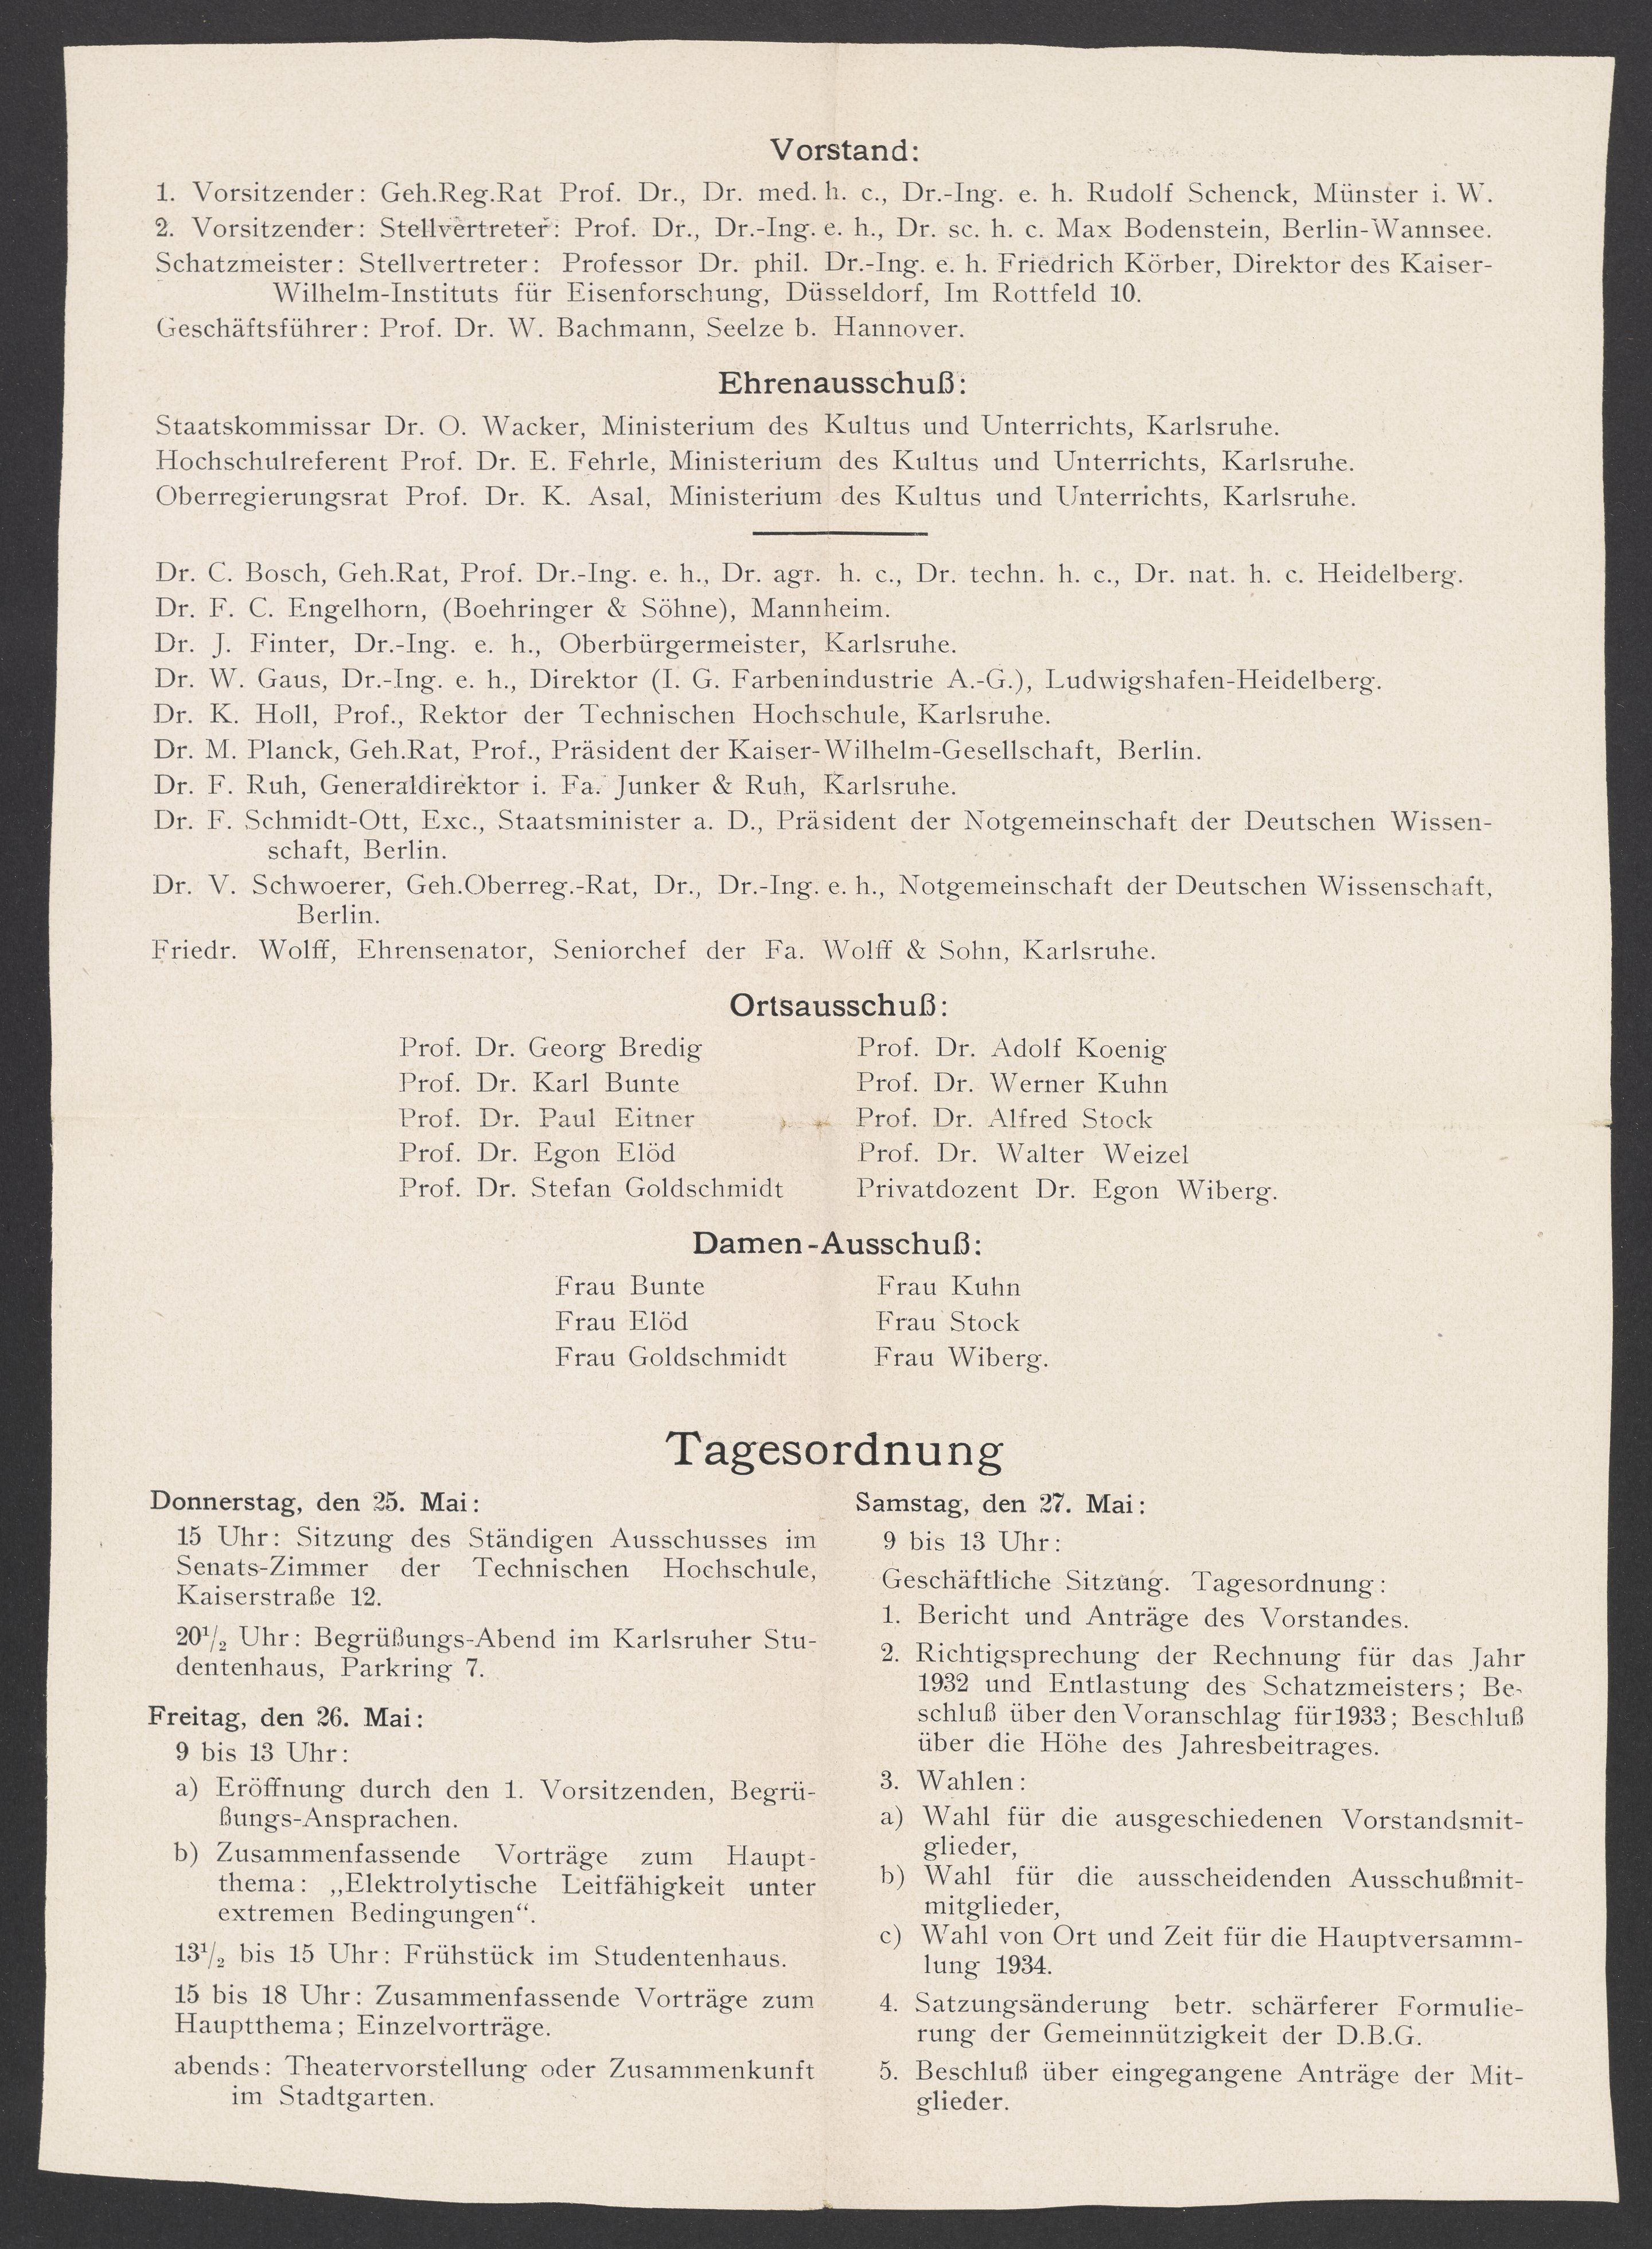 Vorstand:
1. Vorsitzender: Geh.Reg.Rat Prof. Dr., Dr. med. h. c., Dr.-Ing. e. h. Rudolf Schenck, Münster i. W.
2. Vorsitzender: Stellvertreter: Prof. Dr., Dr.-Ing. e. h., Dr. sc. h. c. Max Bodenstein, Berlin-Wannsee.
Schatzmeister: Stellvertreter: Professor Dr. phil. Dr.-Ing. e. h. Friedrich Körber, Direktor des Kaiser-
Wilhelm-Instituts für Eisenforschung, Düsseldorf, Im Rottfeld 10.
Geschäftsführer: Prof. Dr. W. Bachmann, Seelze b. Hannover.
Ehrenausschuß:
Staatskommissar Dr. O. Wacker, Ministerium des Kultus und Unterrichts, Karlsruhe.
Hochschulreferent Prof. Dr. E. Fehrle, Ministerium des Kultus und Unterrichts, Karlsruhe.
Oberregierungsrat Prof. Dr. K. Asal, Ministerium des Kultus und Unterrichts, Karlsruhe.
Dr. C. Bosch, Geh.Rat, Prof. Dr.-Ing. e. h., Dr. agr. h. c., Dr. techn. h. c., Dr. nat. h. c. Heidelberg.
Dr. F. C. Engelhorn, (Boehringer & Söhne), Mannheim.
Dr. J. Finter, Dr.-Ing. e. h., Oberbürgermeister, Karlsruhe.
Dr. W. Gaus, Dr.-Ing. e. h., Direktor (I. G. Farbenindustrie A.-G.), Ludwigshafen-Heidelberg.
Dr. K. Holl, Prof., Rektor der Technischen Hochschule, Karlsruhe.
Dr. M. Planck, Geh.Rat, Prof., Präsident der Kaiser-Wilhelm-Gesellschaft, Berlin.
Dr. F. Ruh, Generaldirektor i. Fa. Junker & Ruh, Karlsruhe.
Dr. F. Schmidt-Ott, Exc., Staatsminister a. D., Präsident der Notgemeinschaft der Deutschen Wissen-
schaft, Berlin.
Dr. V. Schwoerer, Geh.Oberreg.-Rat, Dr., Dr.-Ing. e. h., Notgemeinschaft der Deutschen Wissenschaft,
Berlin.
Friedr. Wolff, Ehrensenator, Seniorchef der Fa. Wolff & Sohn, Karlsruhe.
Ortsausschuß:
Prof. Dr. Georg Bredig
Prof. Dr. Karl Bunte
Prof. Dr. Paul Eitner
Prof. Dr. Egon Elöd
Prof. Dr. Stefan Goldschmidt
Prof. Dr. Adolf Koenig
Prof. Dr. Werner Kuhn
Prof. Dr. Alfred Stock
Prof. Dr. Walter Weizel
Privatdozent Dr. Egon Wiberg.
Damen-Ausschuß:
Frau Bunte
Frau Elöd
Frau Goldschmidt
Frau Kuhn
Frau Stock
Frau Wiberg.
Tagesordnung
Donnerstag, den 25. Mai:
15 Uhr: Sitzung des Ständigen Ausschusses im
Senats-Zimmer der Technischen Hochschule,
Kaiserstraße 12.
20¹/₂ Uhr: Begrüßungs-Abend im Karlsruher Stu-
dentenhaus, Parkring 7.
Freitag, den 26. Mai:
9 bis 13 Uhr:
a) Eröffnung durch den 1. Vorsitzenden, Begrü-
ßungs-Ansprachen.
b) Zusammenfassende Vorträge zum Haupt-
thema: „Elektrolytische Leitfähigkeit unter
extremen Bedingungen“.
13¹/₂ bis 15 Uhr: Frühstück im Studentenhaus.
15 bis 18 Uhr: Zusammenfassende Vorträge zum
Hauptthema; Einzelvorträge.
abends: Theatervorstellung oder Zusammenkunft
im Stadtgarten.
Samstag, den 27. Mai:
9 bis 13 Uhr:
Geschäftliche Sitzung. Tagesordnung:
1. Bericht und Anträge des Vorstandes.
2. Richtigsprechung der Rechnung für das Jahr
1932 und Entlastung des Schatzmeisters; Be-
schluß über den Voranschlag für1933; Beschluß
über die Höhe des Jahresbeitrages.
3. Wahlen:
a) Wahl für die ausgeschiedenen Vorstandsmit-
glieder,
b) Wahl für die ausscheidenden Ausschußmit-
mitglieder,
c) Wahl von Ort und Zeit für die Hauptversamm-
lung 1934.
4. Satzungsänderung betr. schärferer Formulie-
rung der Gemeinnützigkeit der D.B.G.
5. Beschluß über eingegangene Anträge der Mit-
glieder.